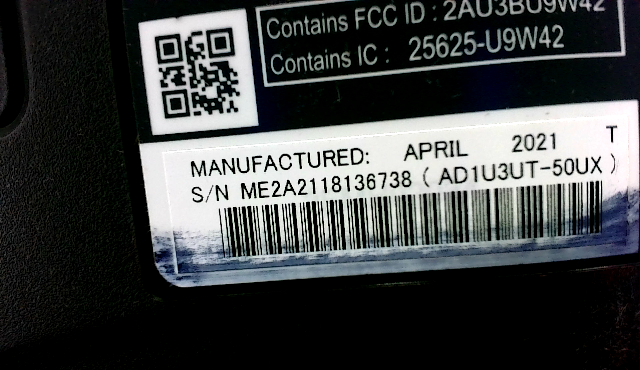 Contains FCC ID : 2AU3BU9W42
Contains IC : 25625-U9W42
MANUFACTURED: APRIL 2021 T
S/N ME2A2118136738 ( AD1U3UT-50UX )